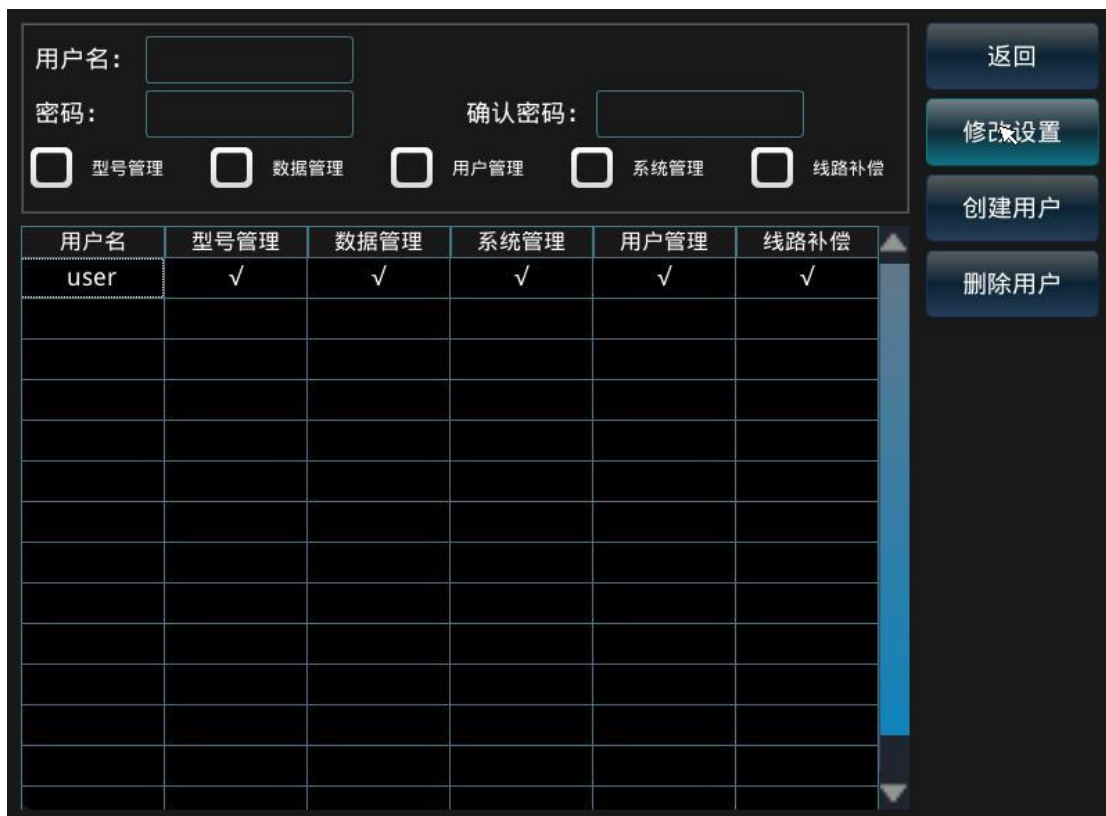 用户名:
密码: 确认密码:
型号管理 数据管理 用户管理 系统管理 线路补偿
用户名 型号管理 数据管理 系统管理 用户管理 线路补偿
user √ √ √ √ √
返回
修改设置
创建用户
删除用户